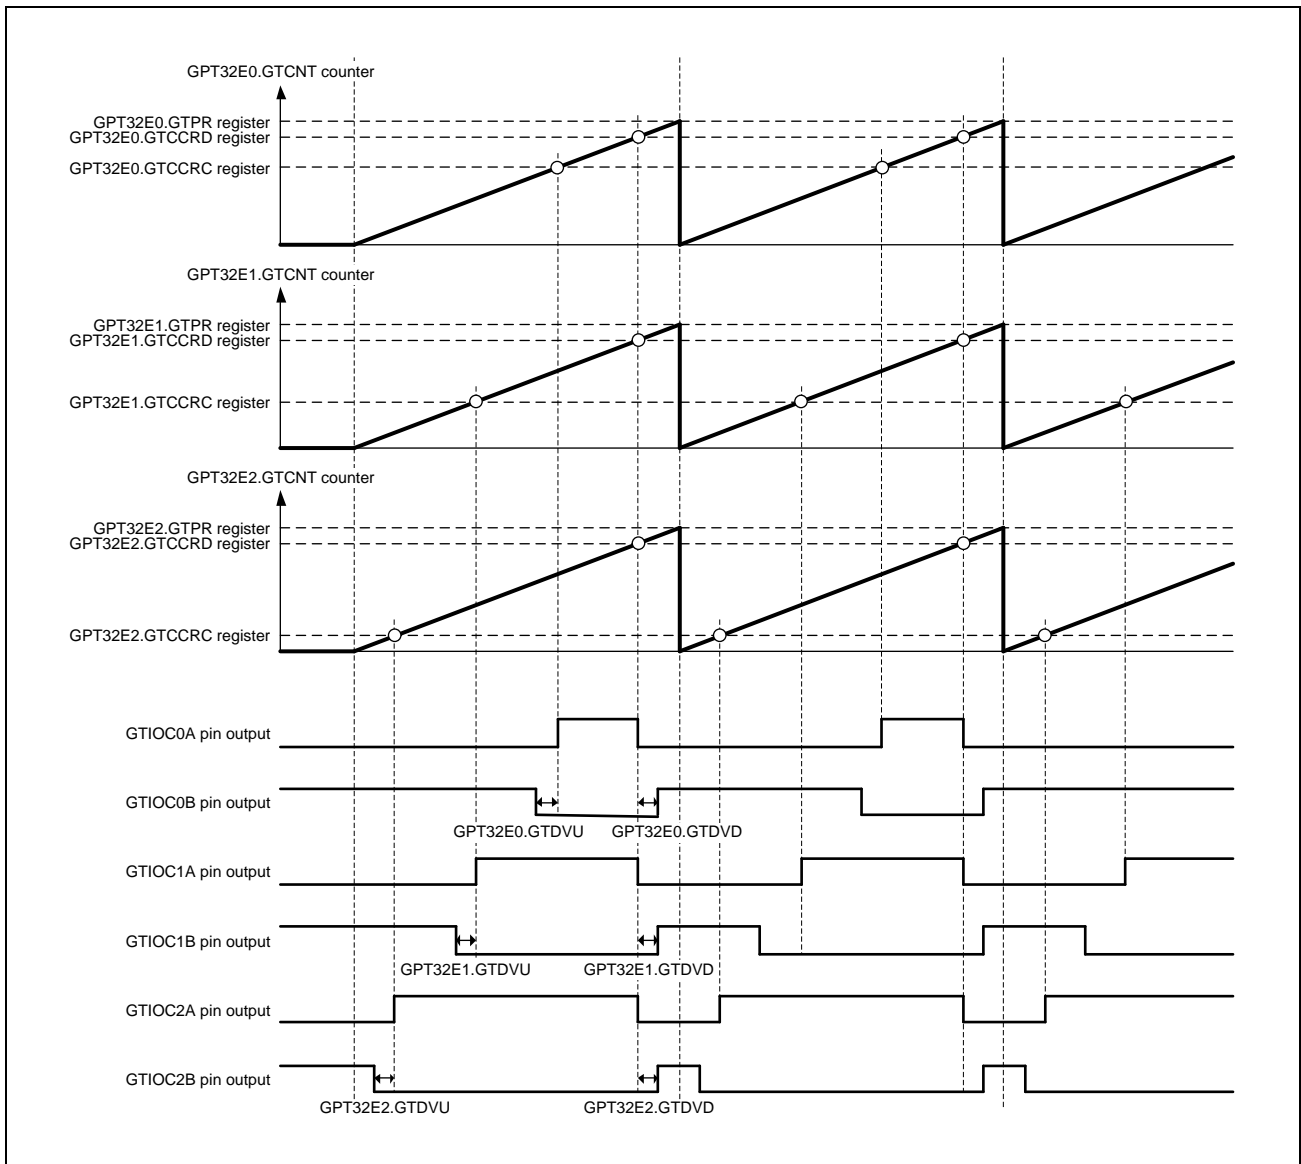 GPT32E0.GTCNT counter
GPT32E0.GTPR register
GPT32E0.GTCCRD register
GPT32E0.GTCCRC register
GPT32E1.GTCNT counter
GPT32E1.GTPR register
GPT32E1.GTCCRD register
GPT32E1.GTCCRC register
GPT32E2.GTCNT counter
GPT32E2.GTPR register
GPT32E2.GTCCRD register
GPT32E2.GTCCRC register
GTIOC0A pin output
GTIOC0B pin output
GPT32E0.GTDVU GPT32E0.GTDVD
GTIOC1A pin output
GTIOC1B pin output
GPT32E1.GTDVU GPT32E1.GTDVD
GTIOC2A pin output
GTIOC2B pin output
GPT32E2.GTDVU GPT32E2.GTDVD